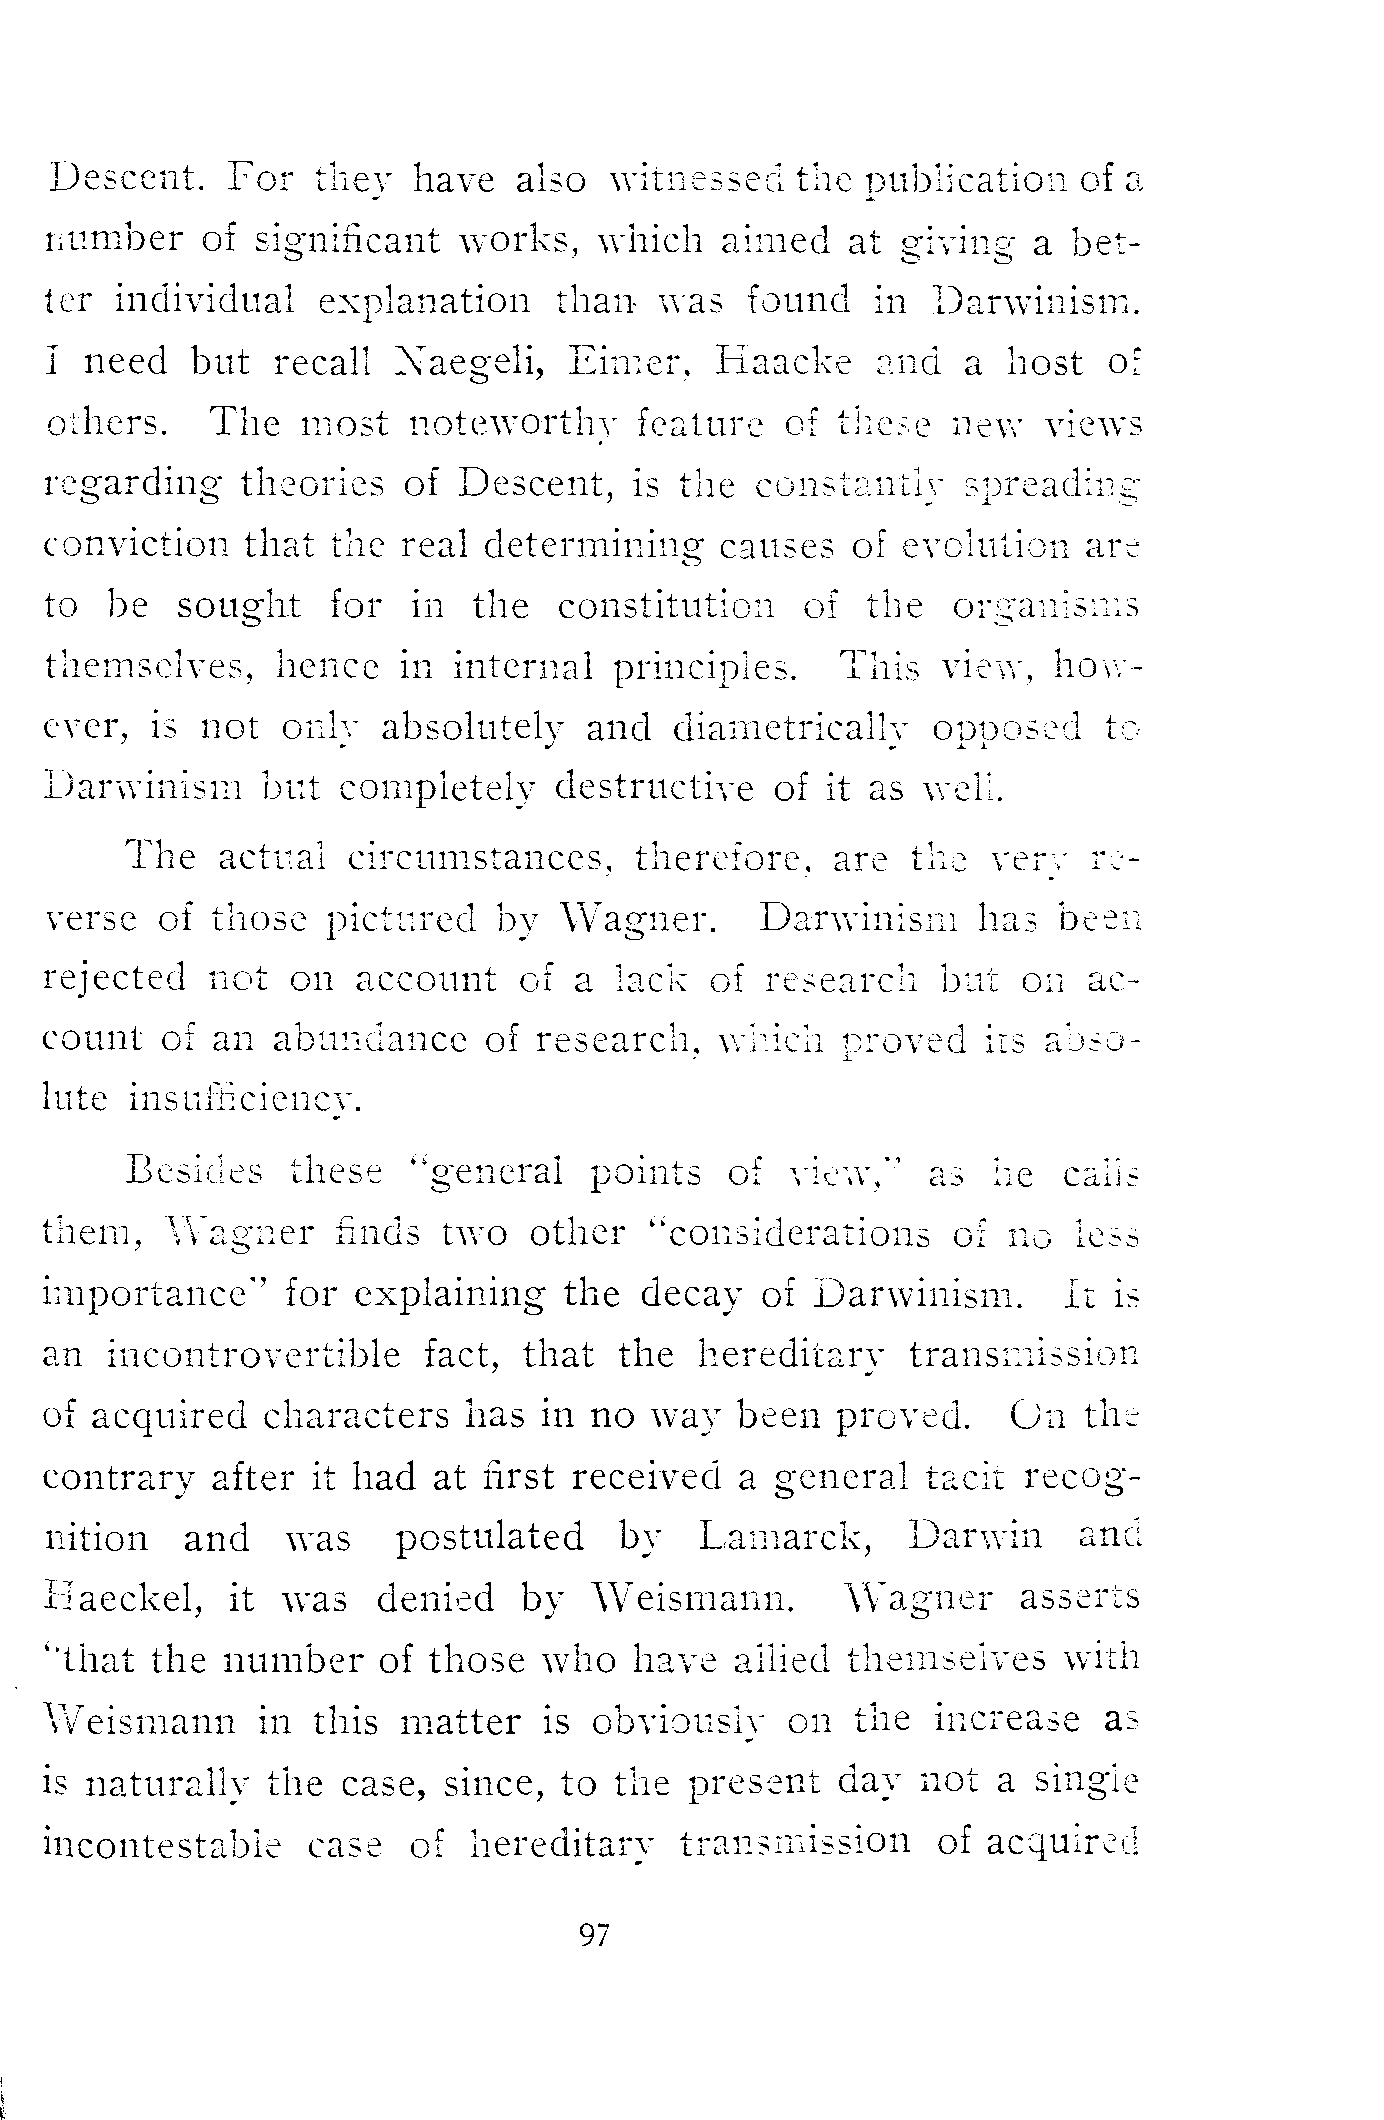 Descent. For they have also witnessed the publication of a
number of significant works, which aimed at giving a bet-
ter individual explanation than was found in Darwinism.
I need but recall Naegeli, Eimer, Haacke and a host of
others. The most noteworthy feature of these new views
regarding theories of Descent, is the constantly spreading
conviction that the real determining causes of evolution are
to be sought for in the constitution of the organisms
themselves, hence in internal principles. This view, how-
ever, is not only absolutely and diametrically opposed to
Darwinism but completely destructive of it as well.
The actual circumstances, therefore, are the very re-
verse of those pictured by Wagner. Darwinism has been
rejected not on account of a lack of research but on ac-
count of an abundance of research, which proved its abso-
lute insufficiency.
Besides these "general points of view," as he calls
them, Wagner finds two other "considerations of no less
importance" for explaining the decay of Darwinism. It is
an incontrovertible fact, that the hereditary transmission
of acquired characters has in no way been proved. On the
contrary after it had at first received a general tacit recog-
nition and was postulated by Lamarck, Darwin and
Haeckel, it was denied by Weismann. Wagner asserts
"that the number of those who have allied themselves with
Weismann in this matter is obviously on the increase as
is naturally the case, since, to the present day not a single
incontestable case of hereditary transmission of acquired
97